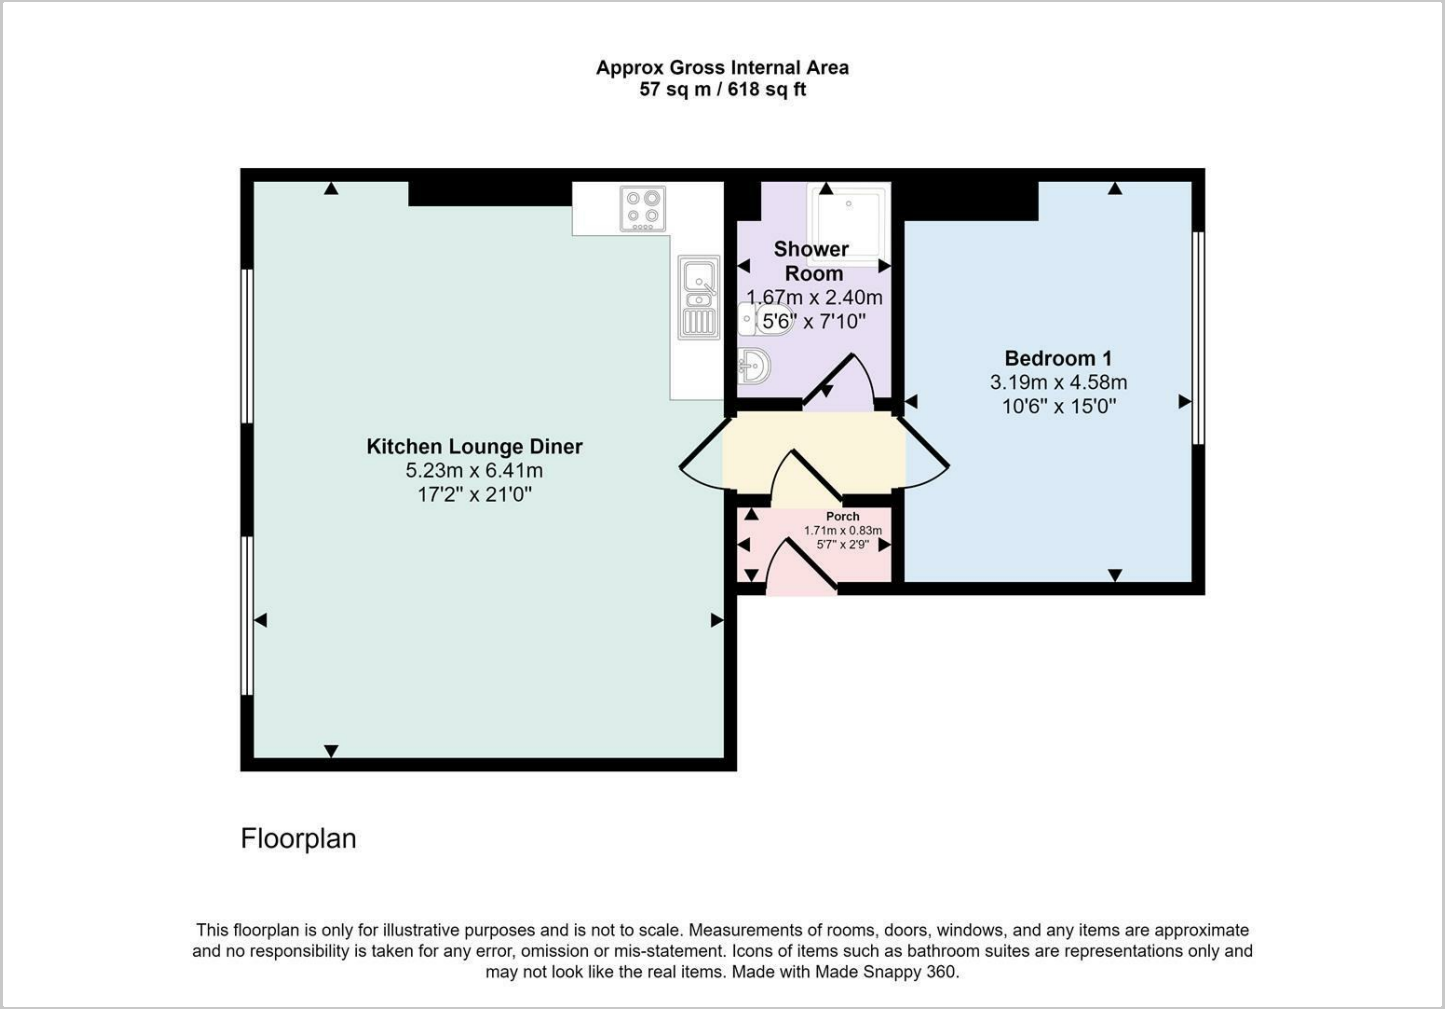 Approx Gross Internal Area
57 sq m / 618 sq ft
Shower
Room
1.67m x 2.40m
5'6" x 7'10"
Bedroom 1
3.19m x 4.58m
10'6" x 15'0"
Kitchen Lounge Diner
5.23m x 6.41m
17'2" x 21'0"
Porch
1.71m x 0.83m
5'7" x 2'9"
Floorplan
This floorplan is only for illustrative purposes and is not to scale. Measurements of rooms, doors, windows, and any items are approximate
and no responsibility is taken for any error, omission or mis-statement. Icons of items such as bathroom suites are representations only and
may not look like the real items. Made with Made Snappy 360.